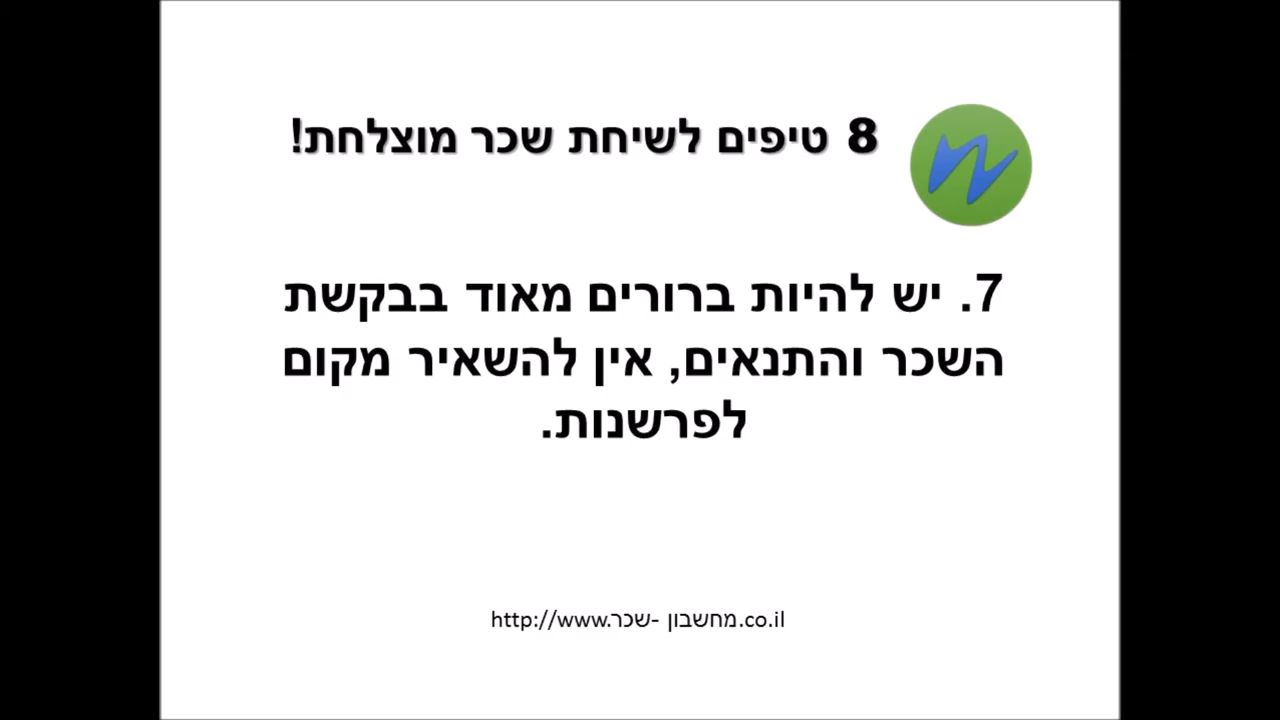 8 טיפים לשיחת שכר מוצלחת!
7. יש להיות ברורים מאוד בבקשת
השכר והתנאים, אין להשאיר מקום
לפרשנות.
http://www.מחשבון -שכר.co.il